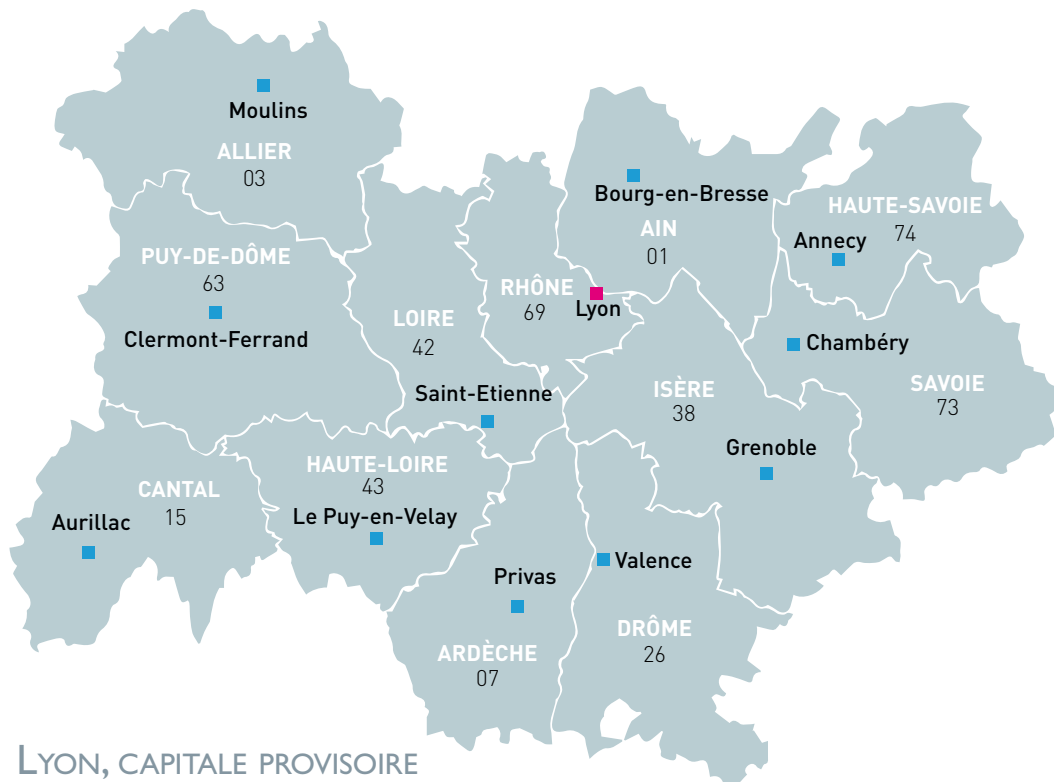 Moulins
ALLIER
03
Bourg-en-Bresse
AIN
01
HAUTE-SAVOIE
74
Annecy
PUY-DE-DÔME
63
Clermont-Ferrand
LOIRE
42
RHÔNE
69
Lyon
Chambéry
SAVOIE
73
Saint-Etienne
ISÈRE
38
Grenoble
HAUTE-LOIRE
43
Le Puy-en-Velay
CANTAL
15
Aurillac
Valence
Privas
DRÔME
26
ARDÈCHE
07
LYON, CAPITALE PROVISOIRE